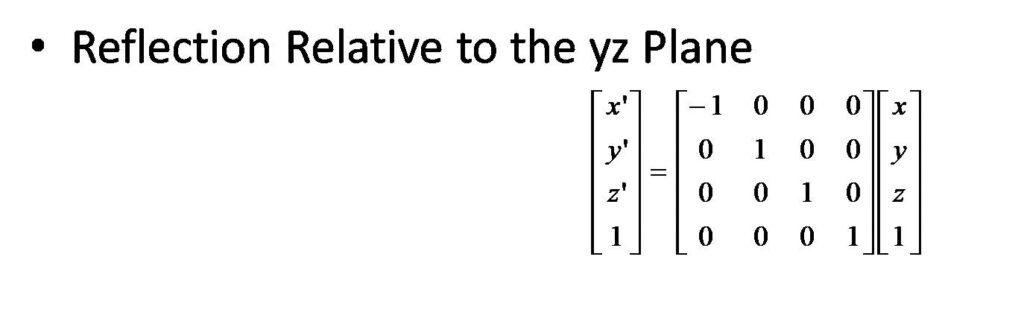 • Reflection Relative to the yz Plane
[x'] [-1 0 0 0][x]
[y'] [0 1 0 0][y]
=
[z'] [0 0 1 0][z]
[1] [0 0 0 1][1]